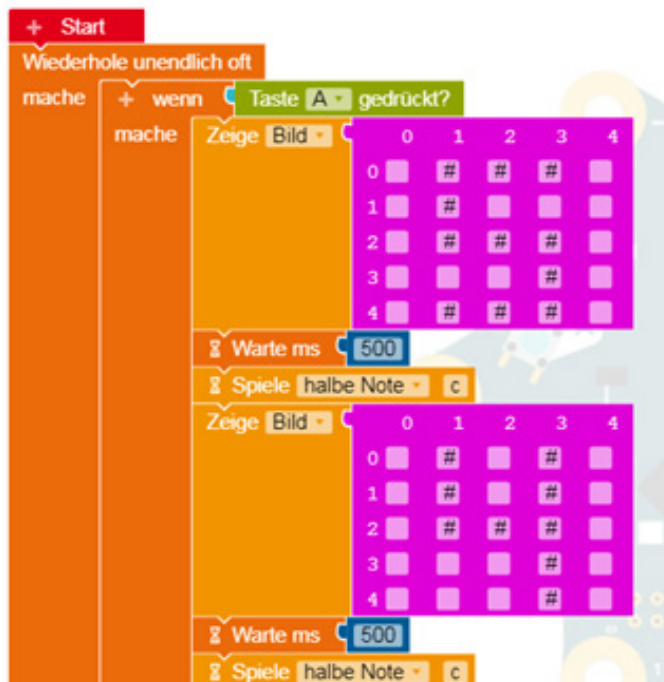 + Start
Wiederhole unendlich oft
mache + wenn Taste A gedrückt?
mache Zeige Bild 0 1 2 3 4
0 # # #
1 #
2 # # #
3 #
4 # # #
Warte ms 500
Spiele halbe Note c
Zeige Bild 0 1 2 3 4
0 # #
1 # #
2 # # #
3 #
4 #
Warte ms 500
Spiele halbe Note c